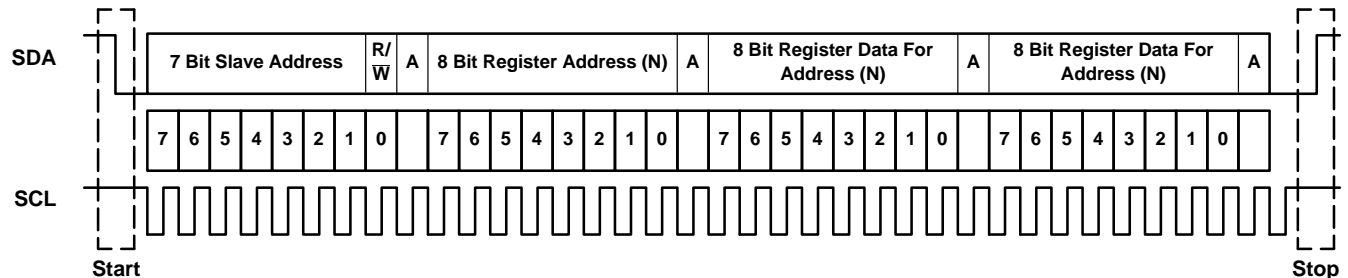 SDA
7 Bit Slave Address
R/
W
A
8 Bit Register Address (N)
A
8 Bit Register Data For
Address (N)
A
8 Bit Register Data For
Address (N)
A
7 6 5 4 3 2 1 0 7 6 5 4 3 2 1 0 7 6 5 4 3 2 1 0 7 6 5 4 3 2 1 0
SCL
Start
Stop